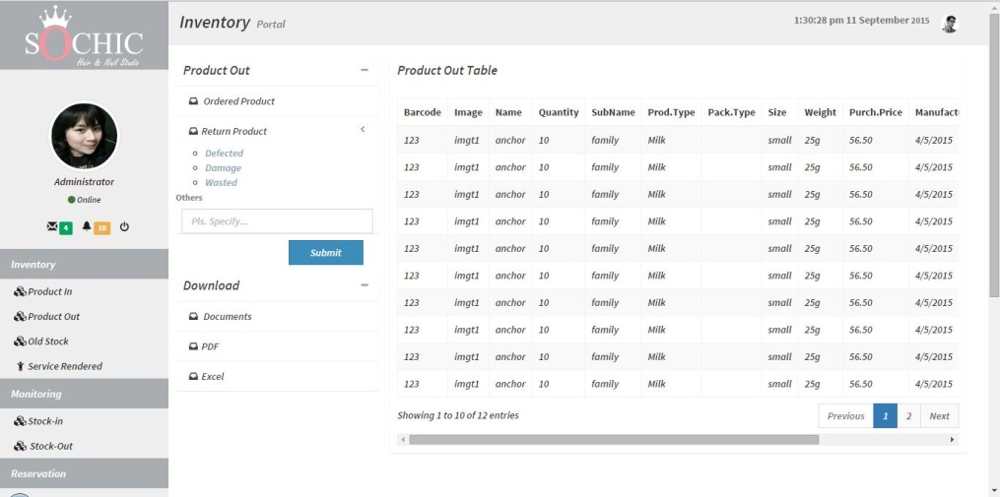 SOCHIC
Hair & Nail Studio
Administrator
Online
4 10
Inventory
Product In
Product Out
Old Stock
Service Rendered
Monitoring
Stock-in
Stock-Out
Reservation
Inventory Portal
1:30:28 pm 11 September 2015
Product Out
Ordered Product
Return Product
Defected
Damage
Wasted
Others
Pls. Specify...
Submit
Download
Documents
PDF
Excel
Product Out Table
Barcode Image Name Quantity SubName Prod.Type Pack.Type Size Weight Purch.Price Manufact
123 imgt1 anchor 10 family Milk small 25g 56.50 4/5/2015
123 imgt1 anchor 10 family Milk small 25g 56.50 4/5/2015
123 imgt1 anchor 10 family Milk small 25g 56.50 4/5/2015
123 imgt1 anchor 10 family Milk small 25g 56.50 4/5/2015
123 imgt1 anchor 10 family Milk small 25g 56.50 4/5/2015
123 imgt1 anchor 10 family Milk small 25g 56.50 4/5/2015
123 imgt1 anchor 10 family Milk small 25g 56.50 4/5/2015
123 imgt1 anchor 10 family Milk small 25g 56.50 4/5/2015
123 imgt1 anchor 10 family Milk small 25g 56.50 4/5/2015
123 imgt1 anchor 10 family Milk small 25g 56.50 4/5/2015
Showing 1 to 10 of 12 entries
Previous 1 2 Next